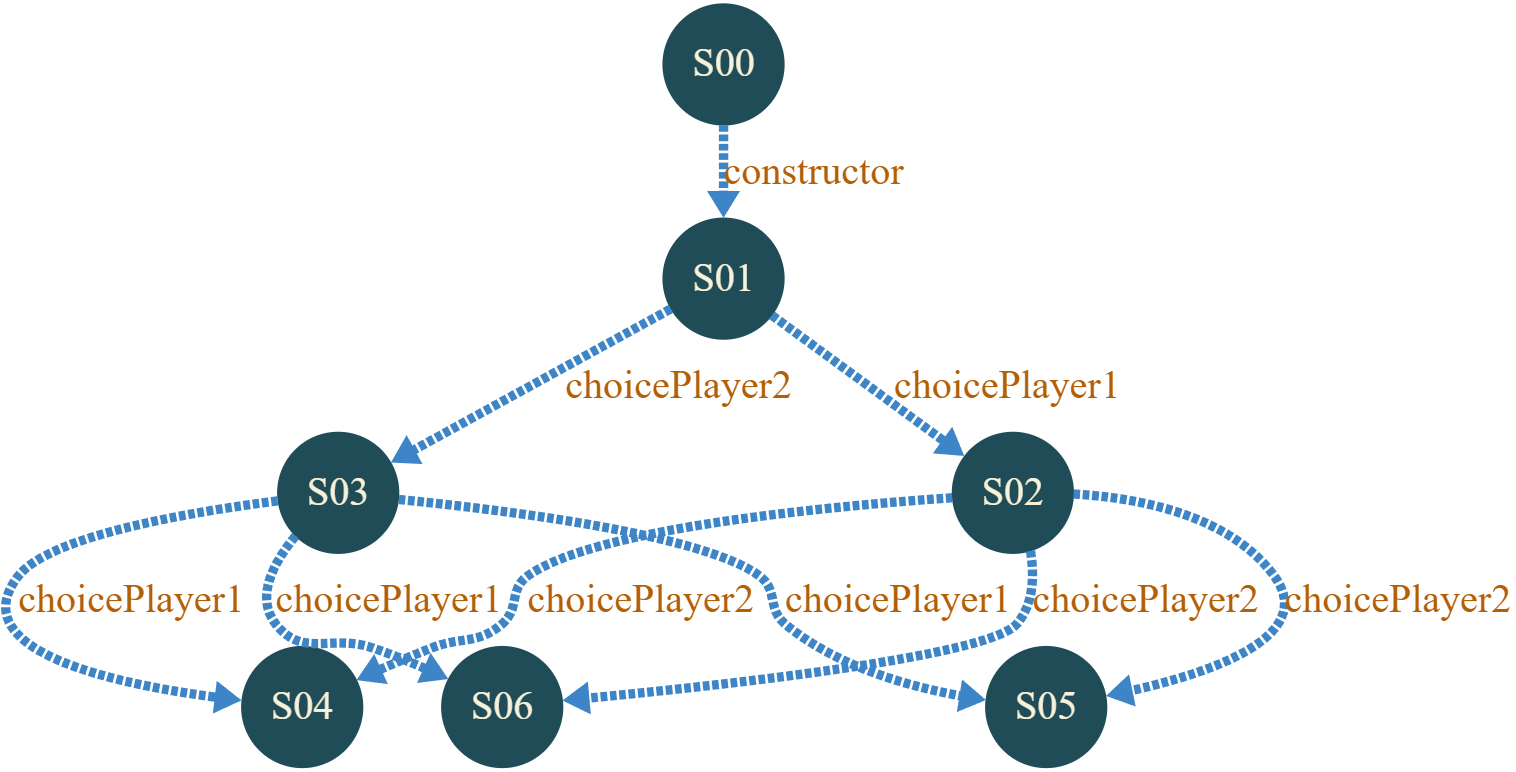 S00
constructor
S01
choicePlayer2
choicePlayer1
S03
S02
choicePlayer1
choicePlayer1
choicePlayer2
choicePlayer1
choicePlayer2
choicePlayer2
S04
S06
S05